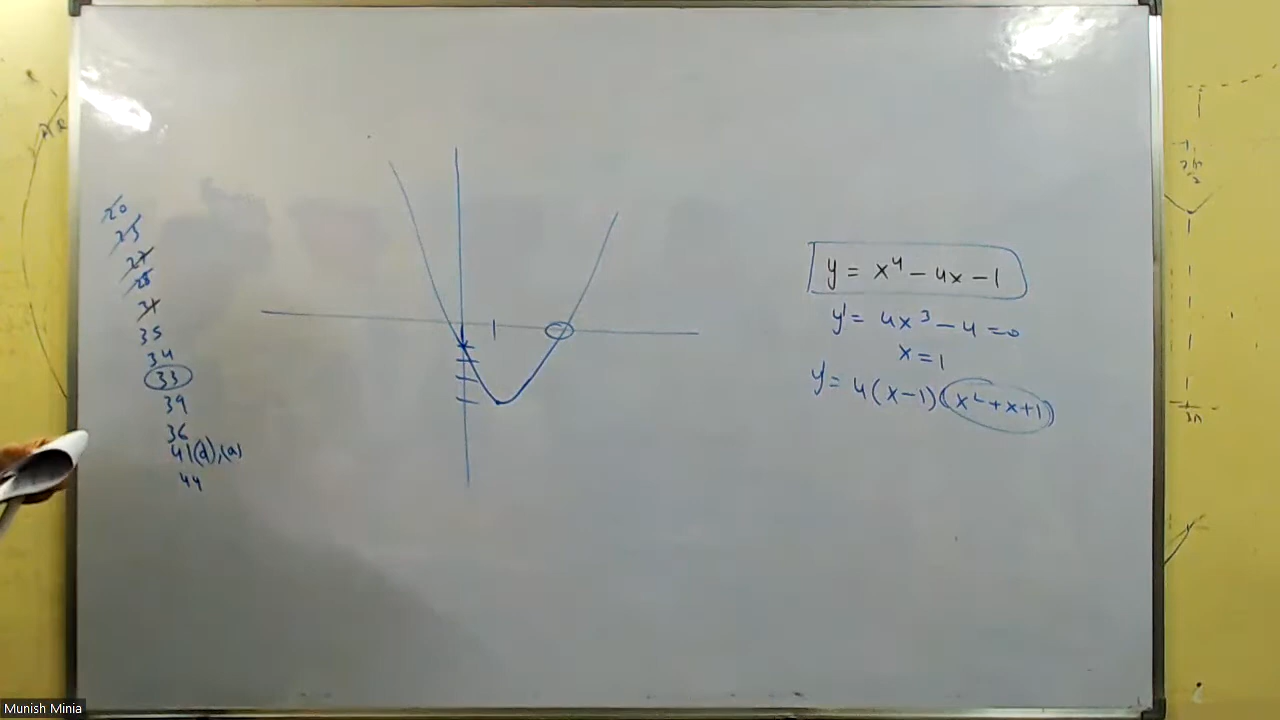 20
25
27
28
31
35
34
33
39
36
41(d),(a)
44
1
y = x⁴ - 4x - 1
y' = 4x³ - 4 = 0
x = 1
y' = 4(x-1)(x²+x+1)
Munish Minia